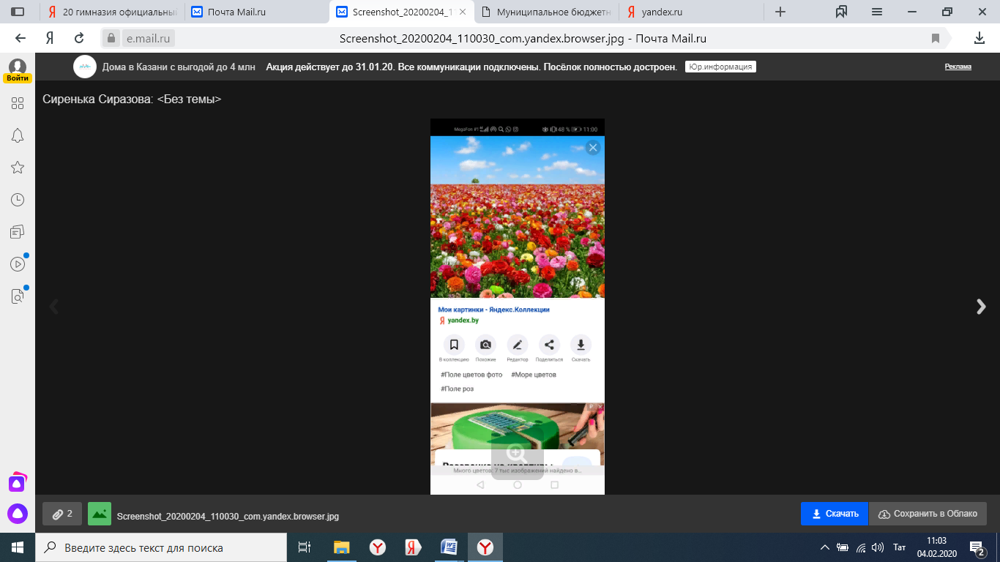 20 гимназия официальный
Почта Mail.ru
Screenshot_20200204_1
Муниципальное бюджетн
yandex.ru
Я
e.mail.ru
Screenshot_20200204_110030_com.yandex.browser.jpg - Почта Mail.ru
Войти
Дома в Казани с выгодой до 4 млн Акция действует до 31.01.20. Все коммуникации подключены. Посёлок полностью достроен. Юр.информация Реклама
Сиренька Сиразова: <Без темы>
MegaFon #1 48 % 11:00
Мои картинки - Яндекс.Коллекции
Я yandex.by
В коллекцию Похожие Редактор Поделиться Скачать
#Поле цветов фото #Море цветов
#Поле роз
Много цветов: 7 тыс изображений найдено в...
2
Screenshot_20200204_110030_com.yandex.browser.jpg
Скачать
Сохранить в Облако
Введите здесь текст для поиска
Тат
11:03
04.02.2020
2